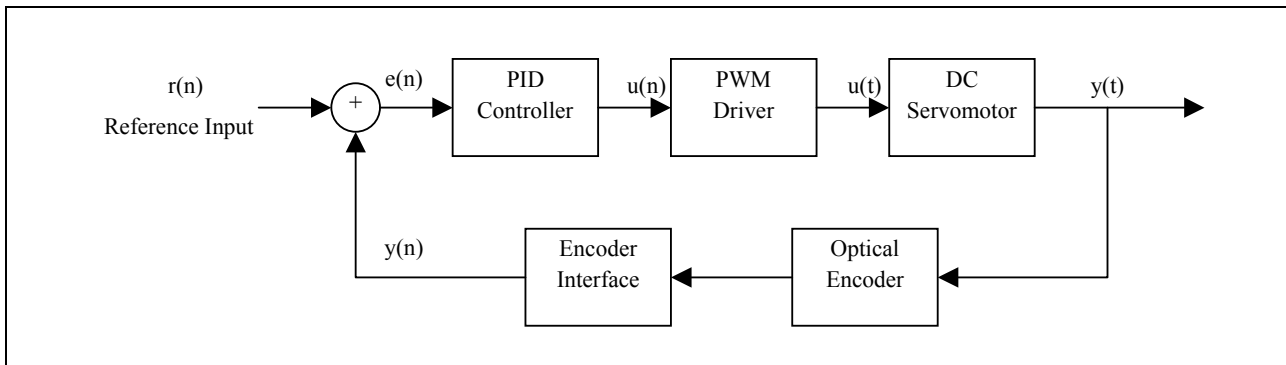 r(n)
Reference Input
+
e(n)
PID
Controller
u(n)
PWM
Driver
u(t)
DC
Servomotor
y(t)
y(n)
Encoder
Interface
Optical
Encoder